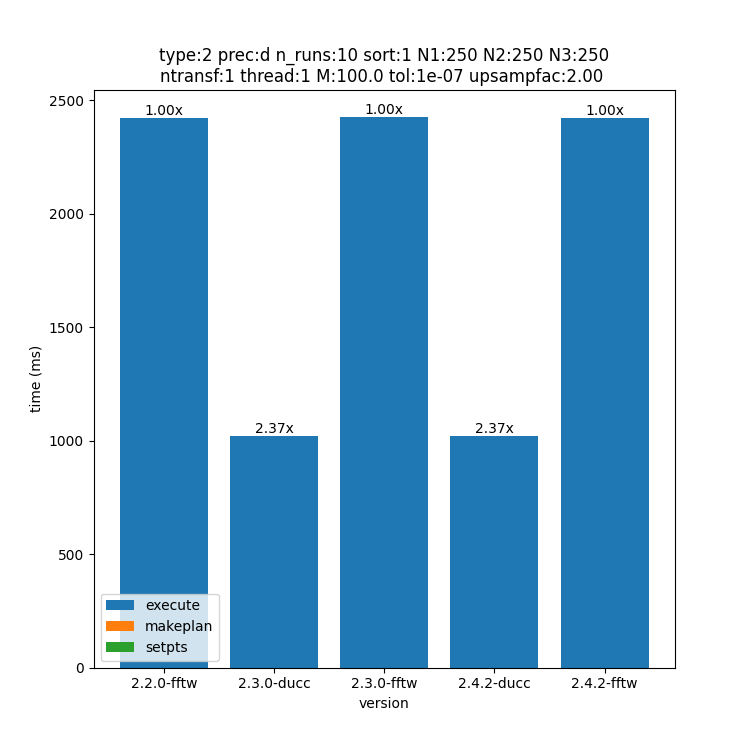 type:2 prec:d n_runs:10 sort:1 N1:250 N2:250 N3:250
ntransf:1 thread:1 M:100.0 tol:1e-07 upsampfac:2.00
2500
2000
1500
1000
500
0
time (ms)
1.00x
2.37x
1.00x
2.37x
1.00x
execute
makeplan
setpts
2.2.0-fftw
2.3.0-ducc
2.3.0-fftw
2.4.2-ducc
2.4.2-fftw
version